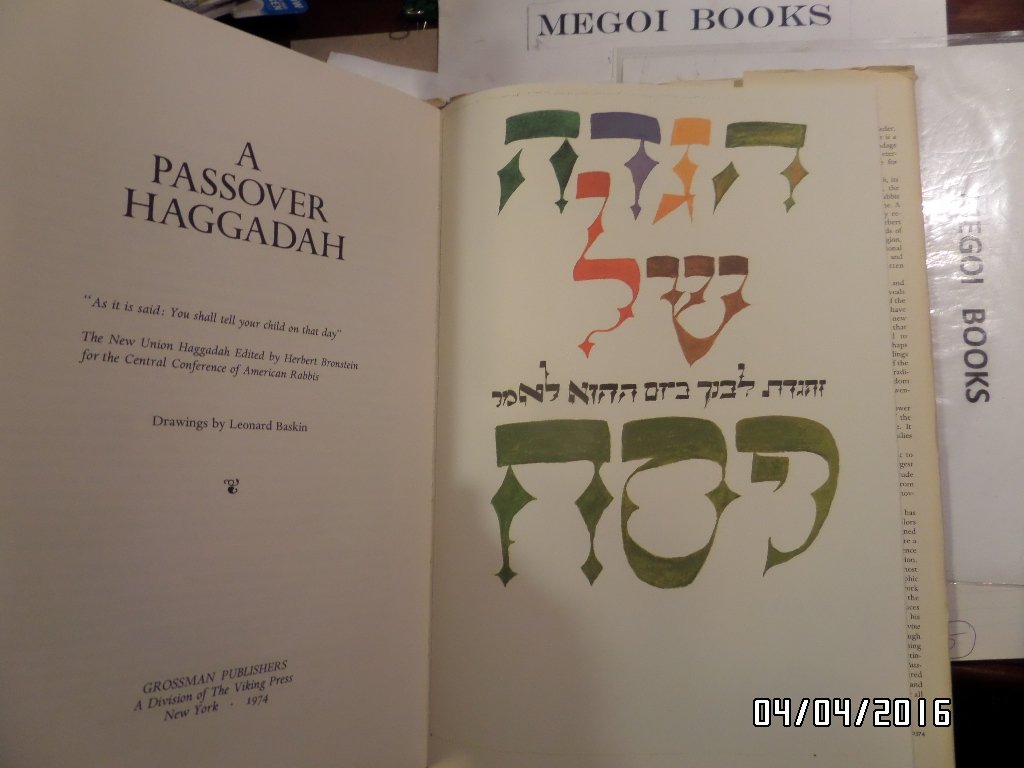 MEGOI BOOKS
A
PASSOVER
HAGGADAH
"As it is said: You shall tell your child on that day"
The New Union Haggadah Edited by Herbert Bronstein
for the Central Conference of American Rabbis
Drawings by Leonard Baskin
GROSSMAN PUBLISHERS
A Division of The Viking Press
New York · 1974
הגדה
של
והגדת לבנך ביום ההוא לאמר
פסח
BOOKS
04/04/2016